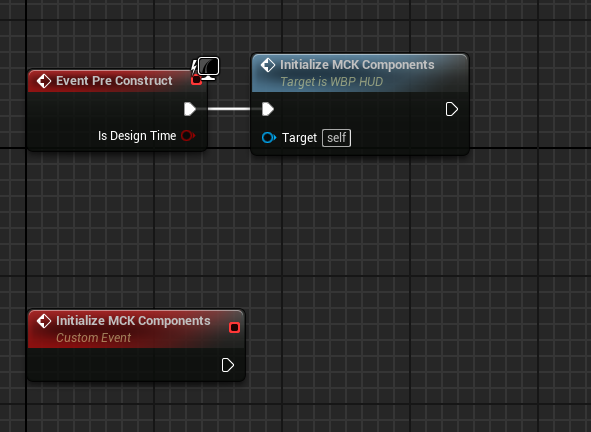 Event Pre Construct
Is Design Time
Initialize MCK Components
Target is WBP HUD
Target self
Initialize MCK Components
Custom Event